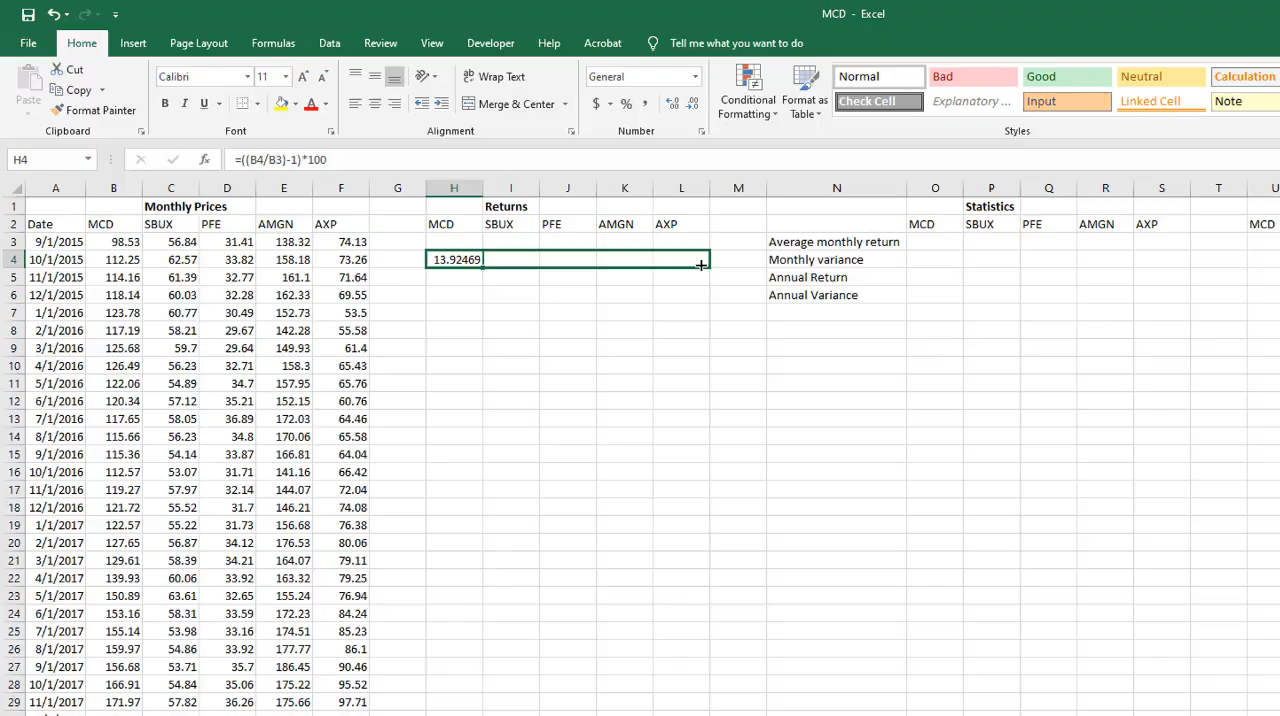 MCD - Excel
File Home Insert Page Layout Formulas Data Review View Developer Help Acrobat Tell me what you want to do
Cut
Copy
Format Painter
Paste
Clipboard
Calibri 11 A A
B I U A
Font
Wrap Text
Merge & Center
Alignment
General
$ % ,
Number
Conditional Formatting
Format as Table
Normal Bad Good Neutral Calculation
Check Cell Explanatory ... Input Linked Cell Note
Styles
H4 fx =((B4/B3)-1)*100
A B C D E F G H I J K L M N O P Q R S T U
1 Monthly Prices Returns Statistics
2 Date MCD SBUX PFE AMGN AXP MCD SBUX PFE AMGN AXP MCD SBUX PFE AMGN AXP MCD
3 9/1/2015 98.53 56.84 31.41 138.32 74.13 Average monthly return
4 10/1/2015 112.25 62.57 33.82 158.18 73.26 13.92469 Monthly variance
5 11/1/2015 114.16 61.39 32.77 161.1 71.64 Annual Return
6 12/1/2015 118.14 60.03 32.28 162.33 69.55 Annual Variance
7 1/1/2016 123.78 60.77 30.49 152.73 53.5
8 2/1/2016 117.19 58.21 29.67 142.28 55.58
9 3/1/2016 125.68 59.7 29.64 149.93 61.4
10 4/1/2016 126.49 56.23 32.71 158.3 65.43
11 5/1/2016 122.06 54.89 34.7 157.95 65.76
12 6/1/2016 120.34 57.12 35.21 152.15 60.76
13 7/1/2016 117.65 58.05 36.89 172.03 64.46
14 8/1/2016 115.66 56.23 34.8 170.06 65.58
15 9/1/2016 115.36 54.14 33.87 166.81 64.04
16 10/1/2016 112.57 53.07 31.71 141.16 66.42
17 11/1/2016 119.27 57.97 32.14 144.07 72.04
18 12/1/2016 121.72 55.52 31.7 146.21 74.08
19 1/1/2017 122.57 55.22 31.73 156.68 76.38
20 2/1/2017 127.65 56.87 34.12 176.53 80.06
21 3/1/2017 129.61 58.39 34.21 164.07 79.11
22 4/1/2017 139.93 60.06 33.92 163.32 79.25
23 5/1/2017 150.89 63.61 32.65 155.24 76.94
24 6/1/2017 153.16 58.31 33.59 172.23 84.24
25 7/1/2017 155.14 53.98 33.16 174.51 85.23
26 8/1/2017 159.97 54.86 33.92 177.77 86.1
27 9/1/2017 156.68 53.71 35.7 186.45 90.46
28 10/1/2017 166.91 54.84 35.06 175.22 95.52
29 11/1/2017 171.97 57.82 36.26 175.66 97.71